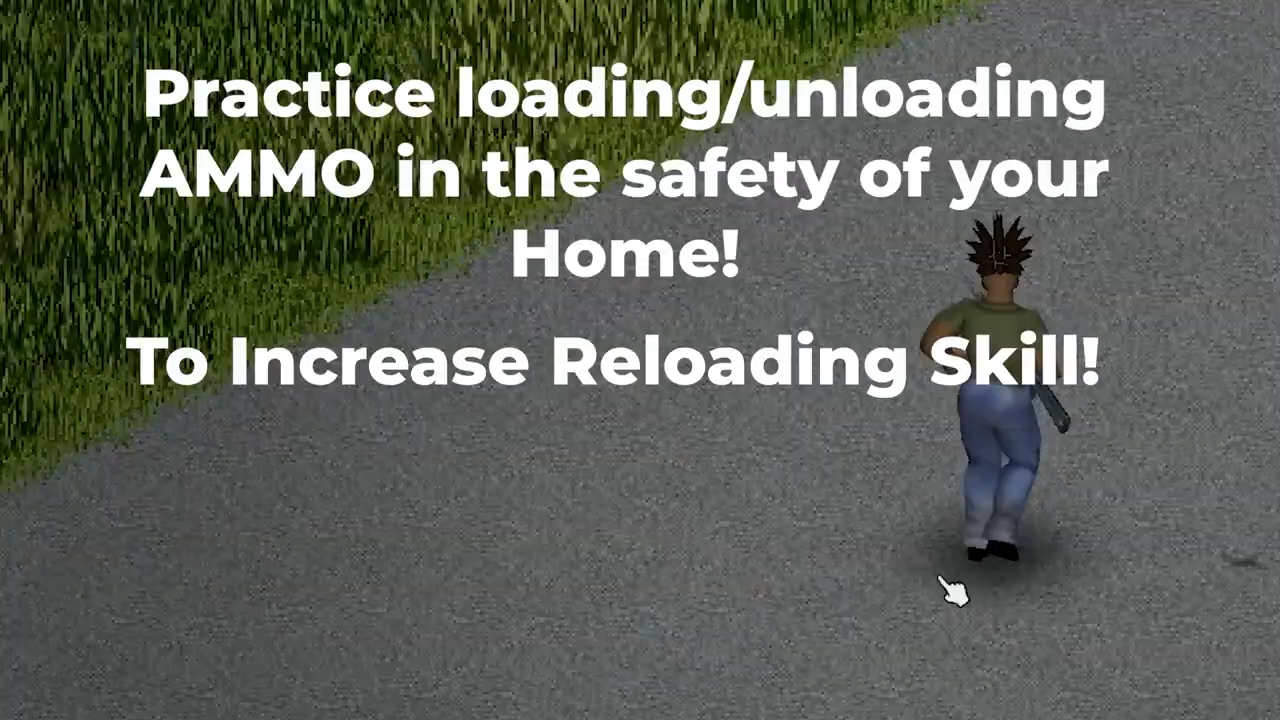 Practice loading/unloading
AMMO in the safety of your
Home!
To Increase Reloading Skill!